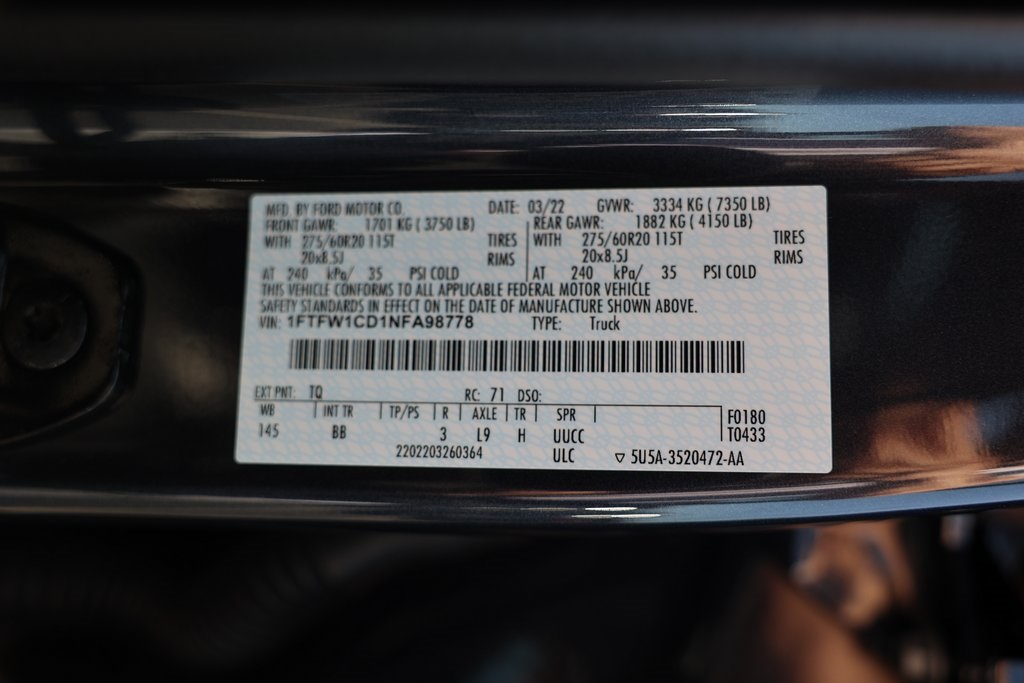 MFD. BY FORD MOTOR CO. DATE: 03/22 GVWR: 3334 KG ( 7350 LB)
FRONT GAWR: 1701 KG ( 3750 LB) REAR GAWR: 1882 KG ( 4150 LB)
WITH 275/60R20 115T TIRES WITH 275/60R20 115T TIRES
20x8.5J RIMS 20x8.5J RIMS
AT 240 kPa/ 35 PSI COLD AT 240 kPa/ 35 PSI COLD
THIS VEHICLE CONFORMS TO ALL APPLICABLE FEDERAL MOTOR VEHICLE
SAFETY STANDARDS IN EFFECT ON THE DATE OF MANUFACTURE SHOWN ABOVE.
VIN: 1FTFW1CD1NFA98778 TYPE: Truck
EXT PNT: TQ RC: 71 DSO:
WB INT TR TP/PS R AXLE TR SPR F0180
145 BB 3 L9 H UUCC T0433
2202203260364 ULC ▽ 5U5A-3520472-AA